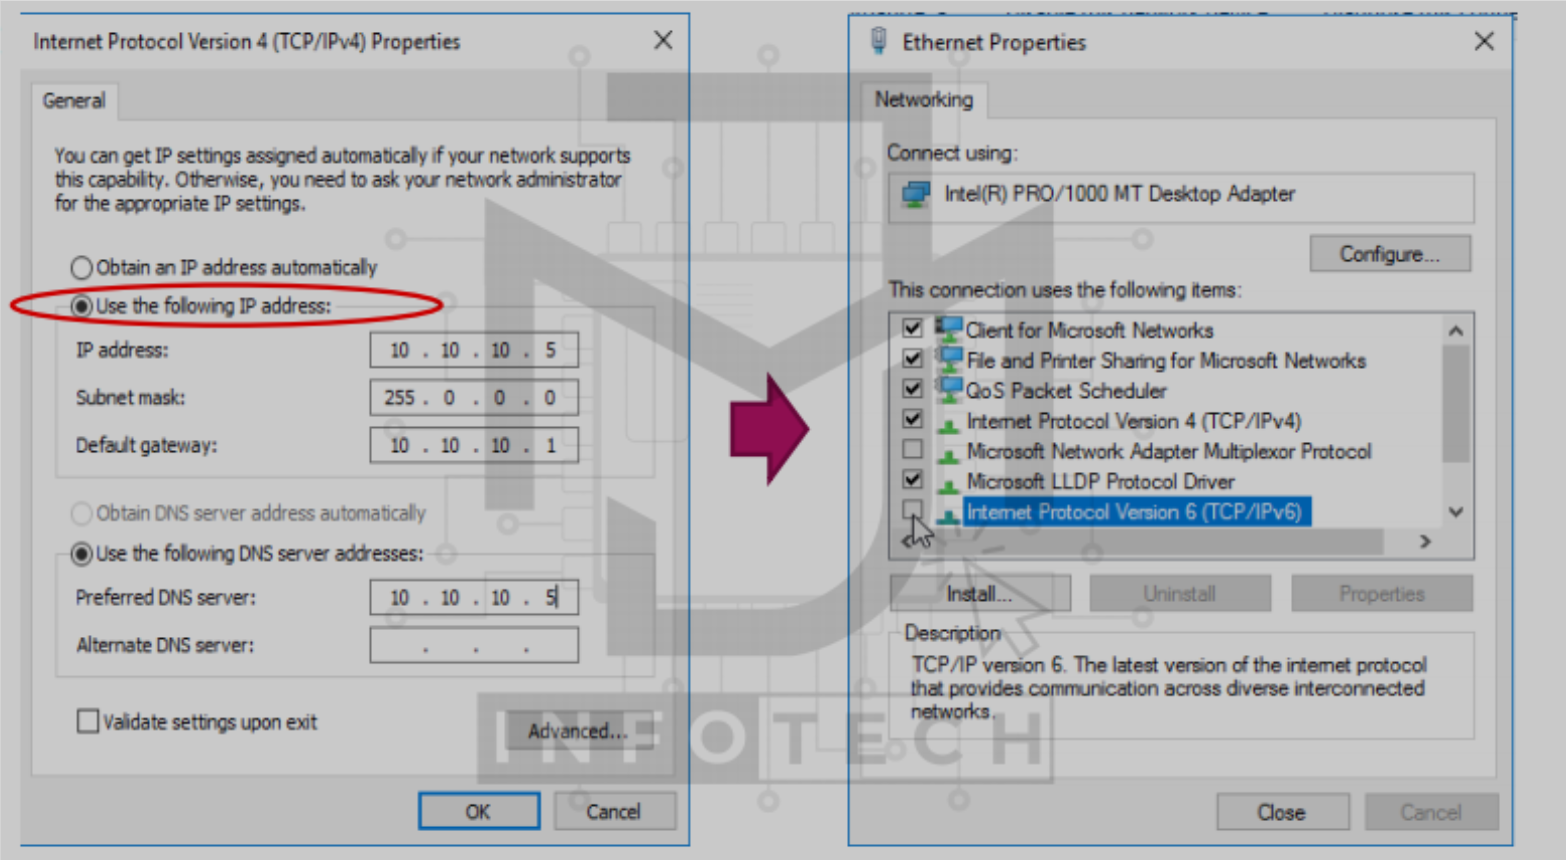 Internet Protocol Version 4 (TCP/IPv4) Properties
General
You can get IP settings assigned automatically if your network supports
this capability. Otherwise, you need to ask your network administrator
for the appropriate IP settings.
Obtain an IP address automatically
Use the following IP address:
IP address: 10 . 10 . 10 . 5
Subnet mask: 255 . 0 . 0 . 0
Default gateway: 10 . 10 . 10 . 1
Obtain DNS server address automatically
Use the following DNS server addresses:
Preferred DNS server: 10 . 10 . 10 . 5
Alternate DNS server: . . .
Validate settings upon exit
Advanced...
OK Cancel
Ethernet Properties
Networking
Connect using:
Intel(R) PRO/1000 MT Desktop Adapter
Configure...
This connection uses the following items:
Client for Microsoft Networks
File and Printer Sharing for Microsoft Networks
QoS Packet Scheduler
Internet Protocol Version 4 (TCP/IPv4)
Microsoft Network Adapter Multiplexor Protocol
Microsoft LLDP Protocol Driver
Internet Protocol Version 6 (TCP/IPv6)
Install... Uninstall Properties
Description
TCP/IP version 6. The latest version of the internet protocol
that provides communication across diverse interconnected
networks.
Close Cancel
INFOTECH